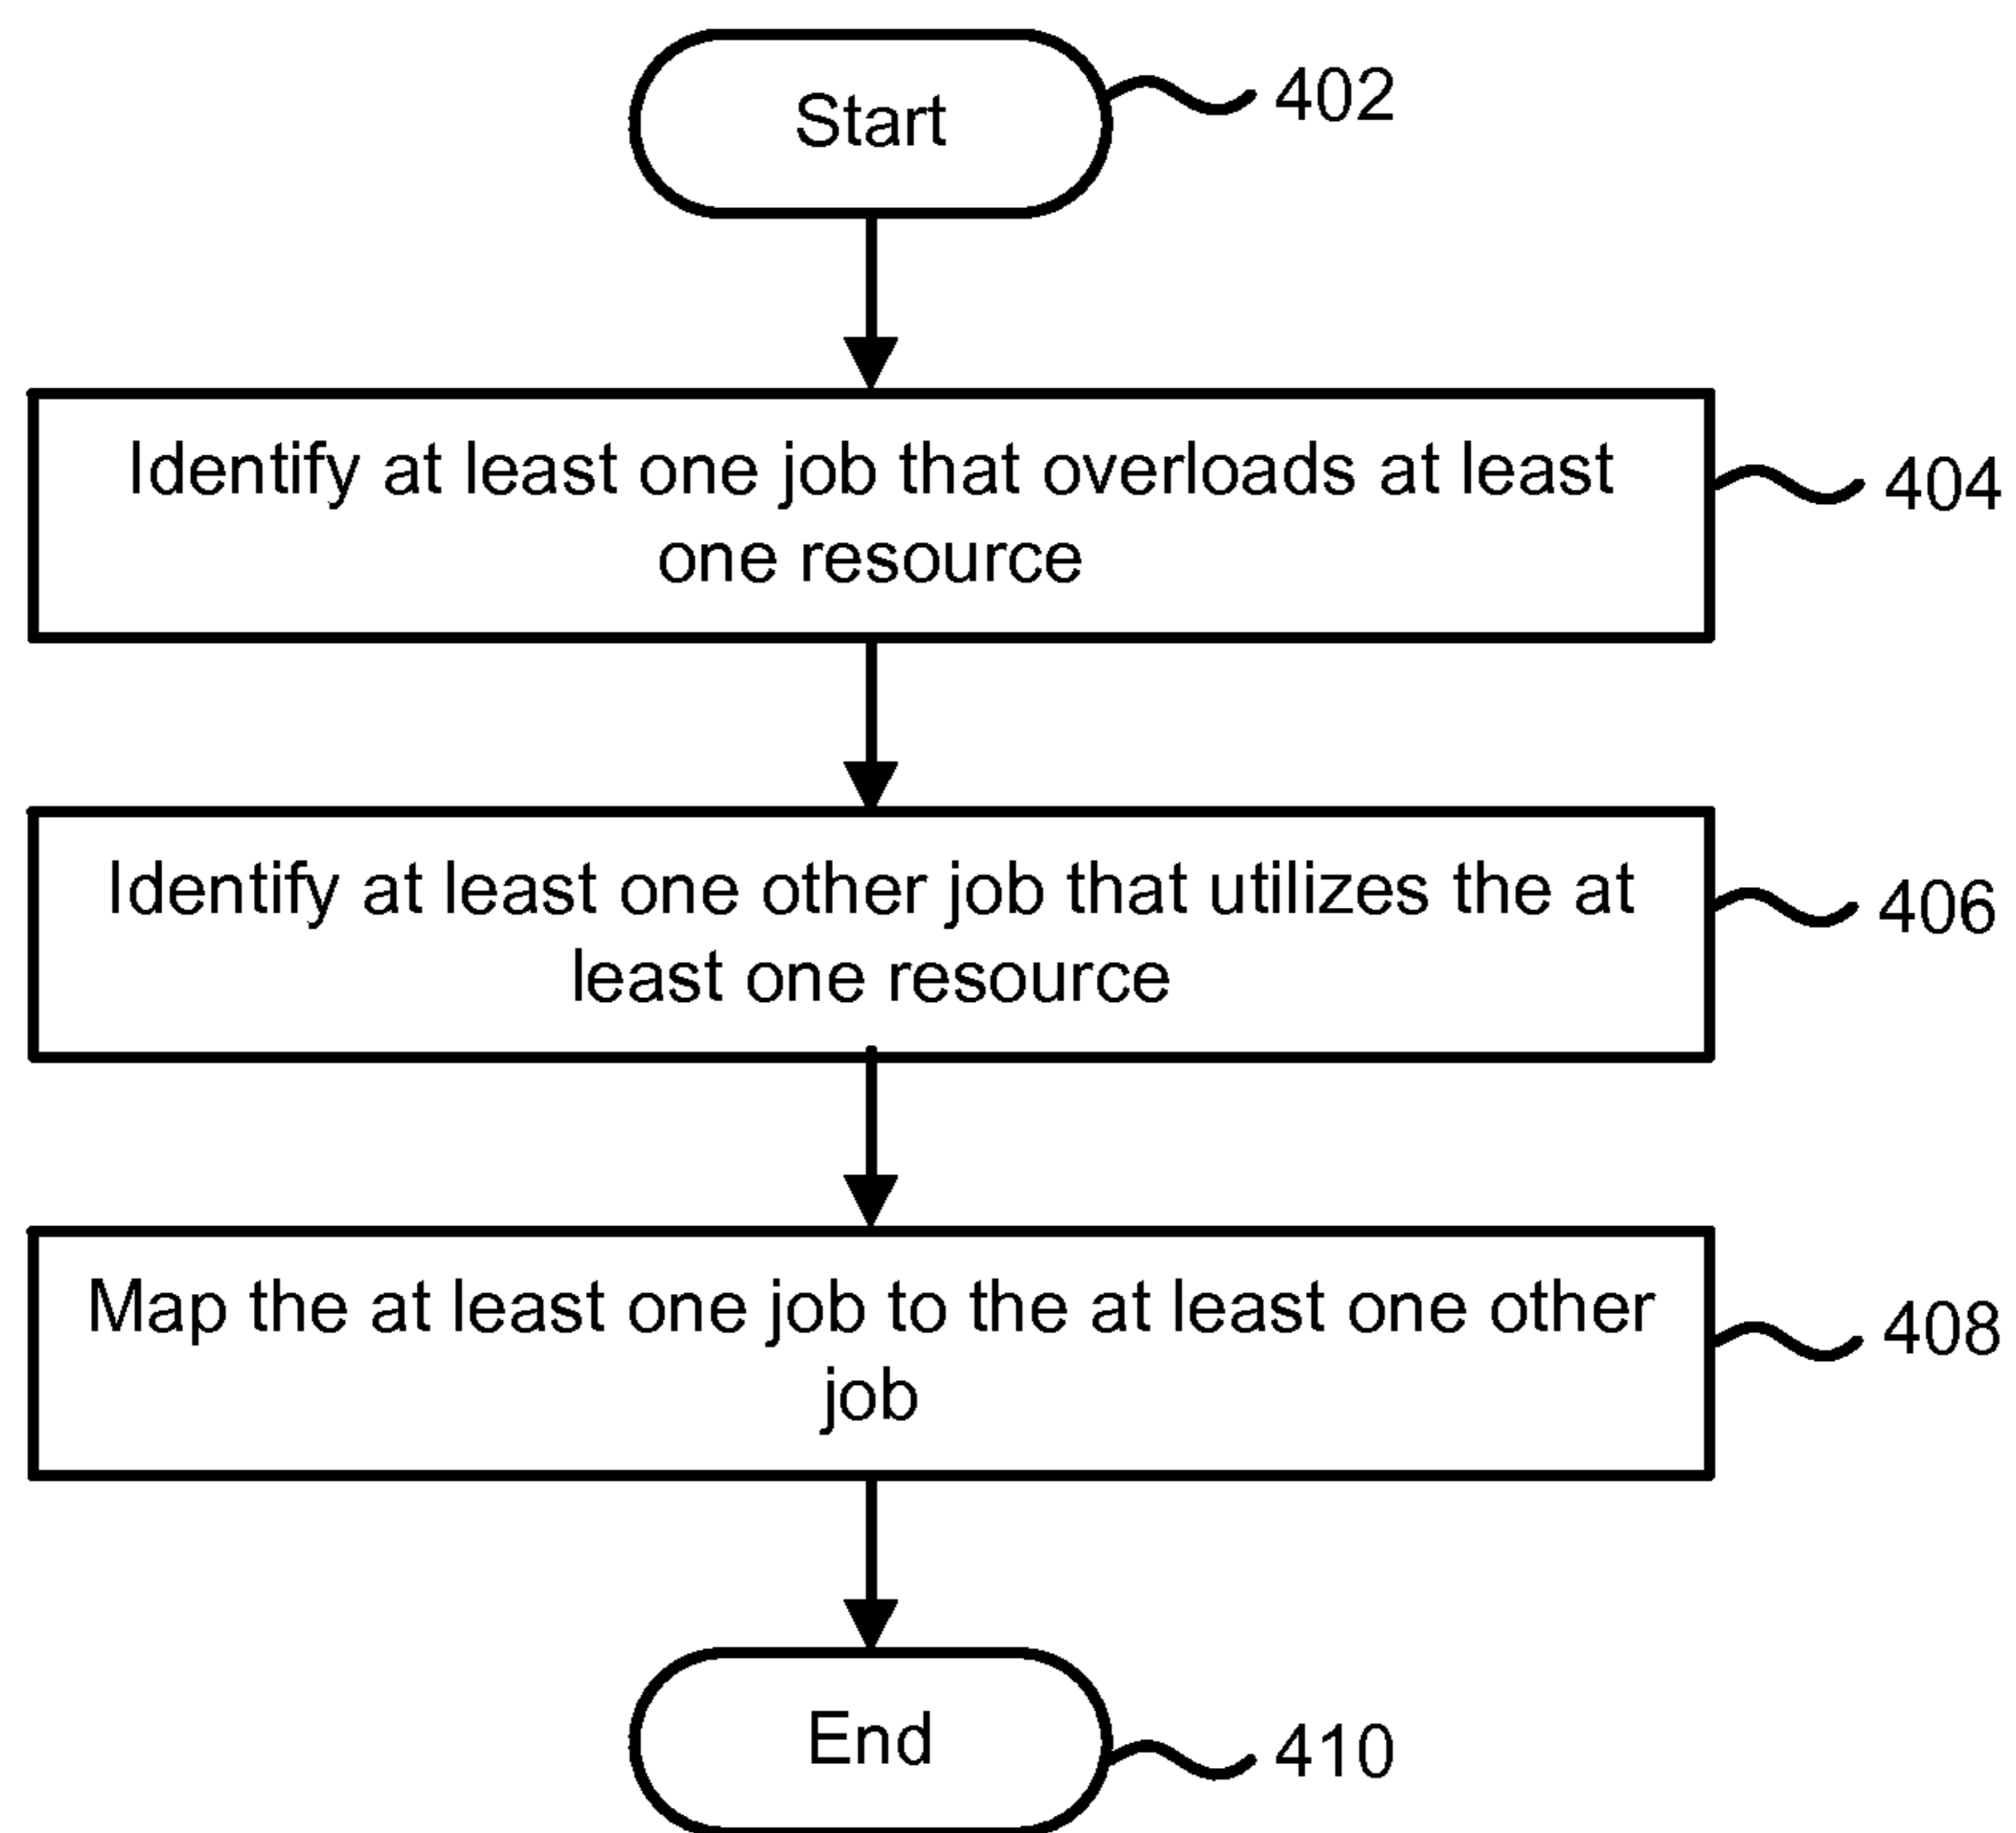 Start
402
Identify at least one job that overloads at least
one resource
404
Identify at least one other job that utilizes the at
least one resource
406
Map the at least one job to the at least one other
job
408
End
410